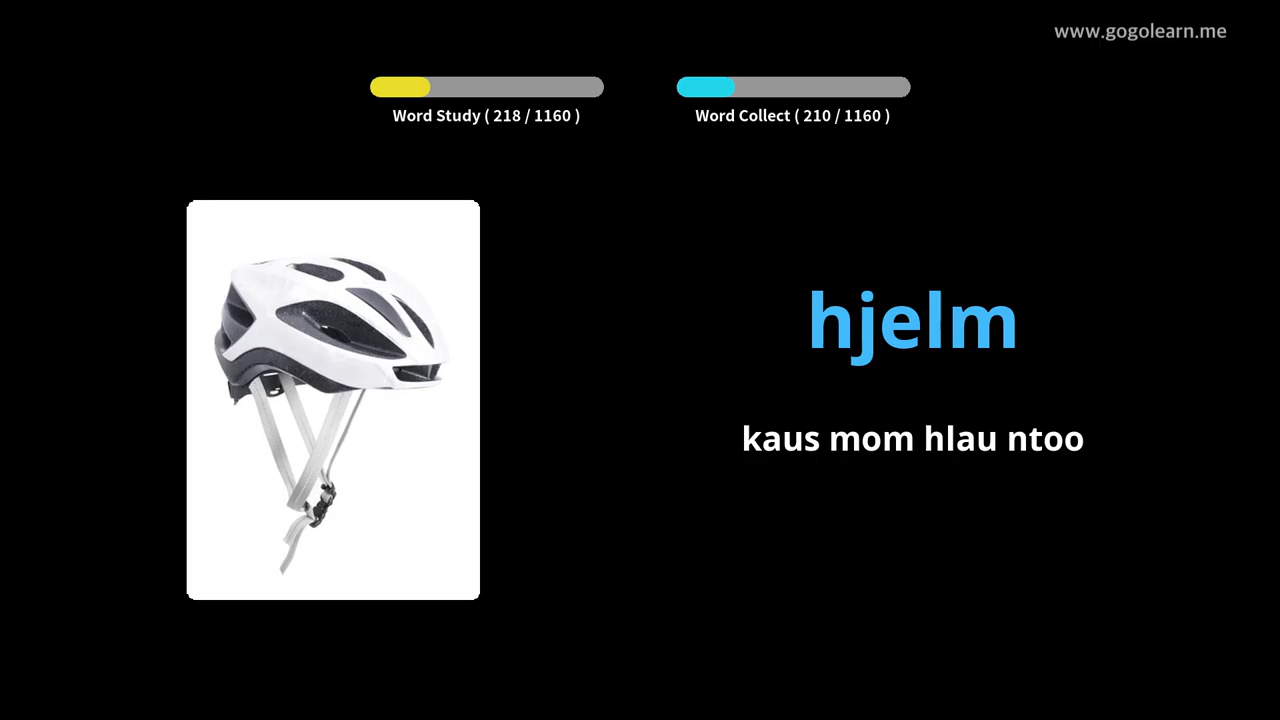 www.gogolearn.me
Word Study ( 218 / 1160 )
Word Collect ( 210 / 1160 )
hjelm
kaus mom hlau ntoo